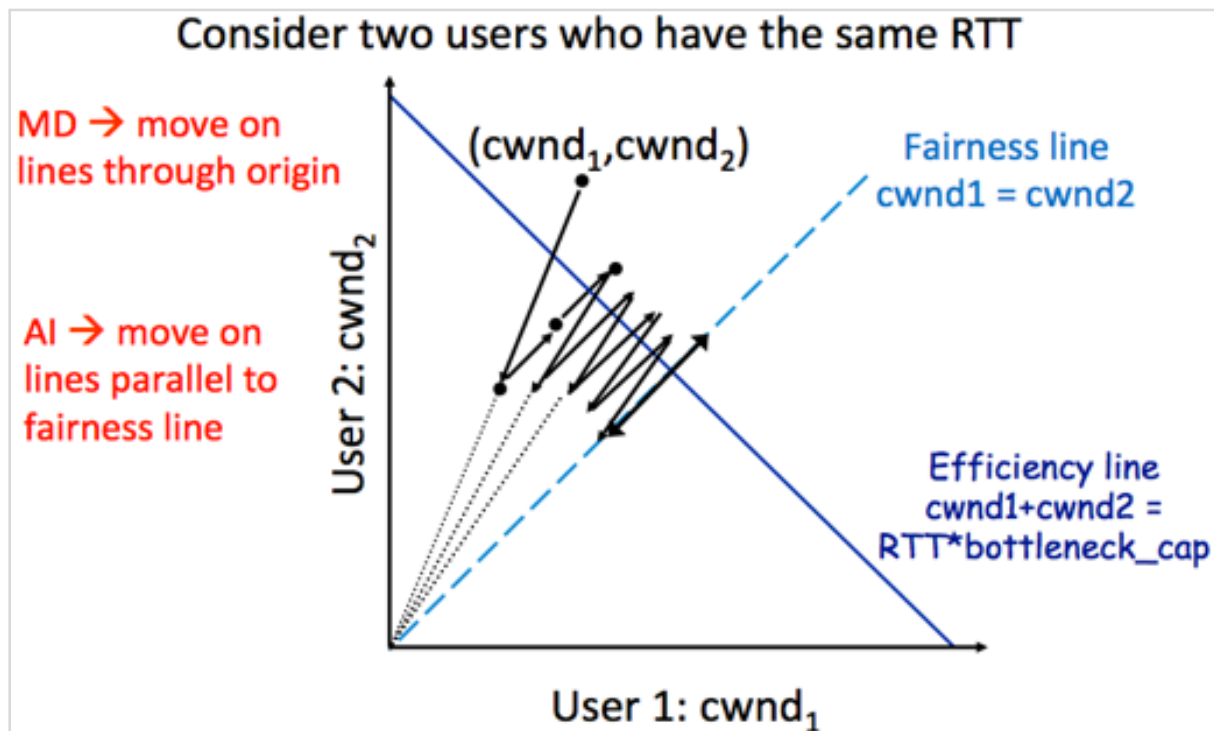 Consider two users who have the same RTT
MD → move on
lines through origin
(cwnd₁,cwnd₂)
Fairness line
cwnd1 = cwnd2
User 2: cwnd₂
AI → move on
lines parallel to
fairness line
Efficiency line
cwnd1+cwnd2 =
RTT*bottleneck_cap
User 1: cwnd₁